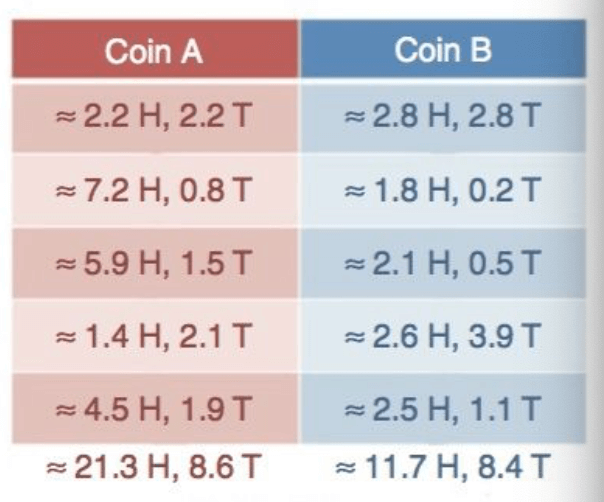 Coin A Coin B
≈ 2.2 H, 2.2 T ≈ 2.8 H, 2.8 T
≈ 7.2 H, 0.8 T ≈ 1.8 H, 0.2 T
≈ 5.9 H, 1.5 T ≈ 2.1 H, 0.5 T
≈ 1.4 H, 2.1 T ≈ 2.6 H, 3.9 T
≈ 4.5 H, 1.9 T ≈ 2.5 H, 1.1 T
≈ 21.3 H, 8.6 T ≈ 11.7 H, 8.4 T